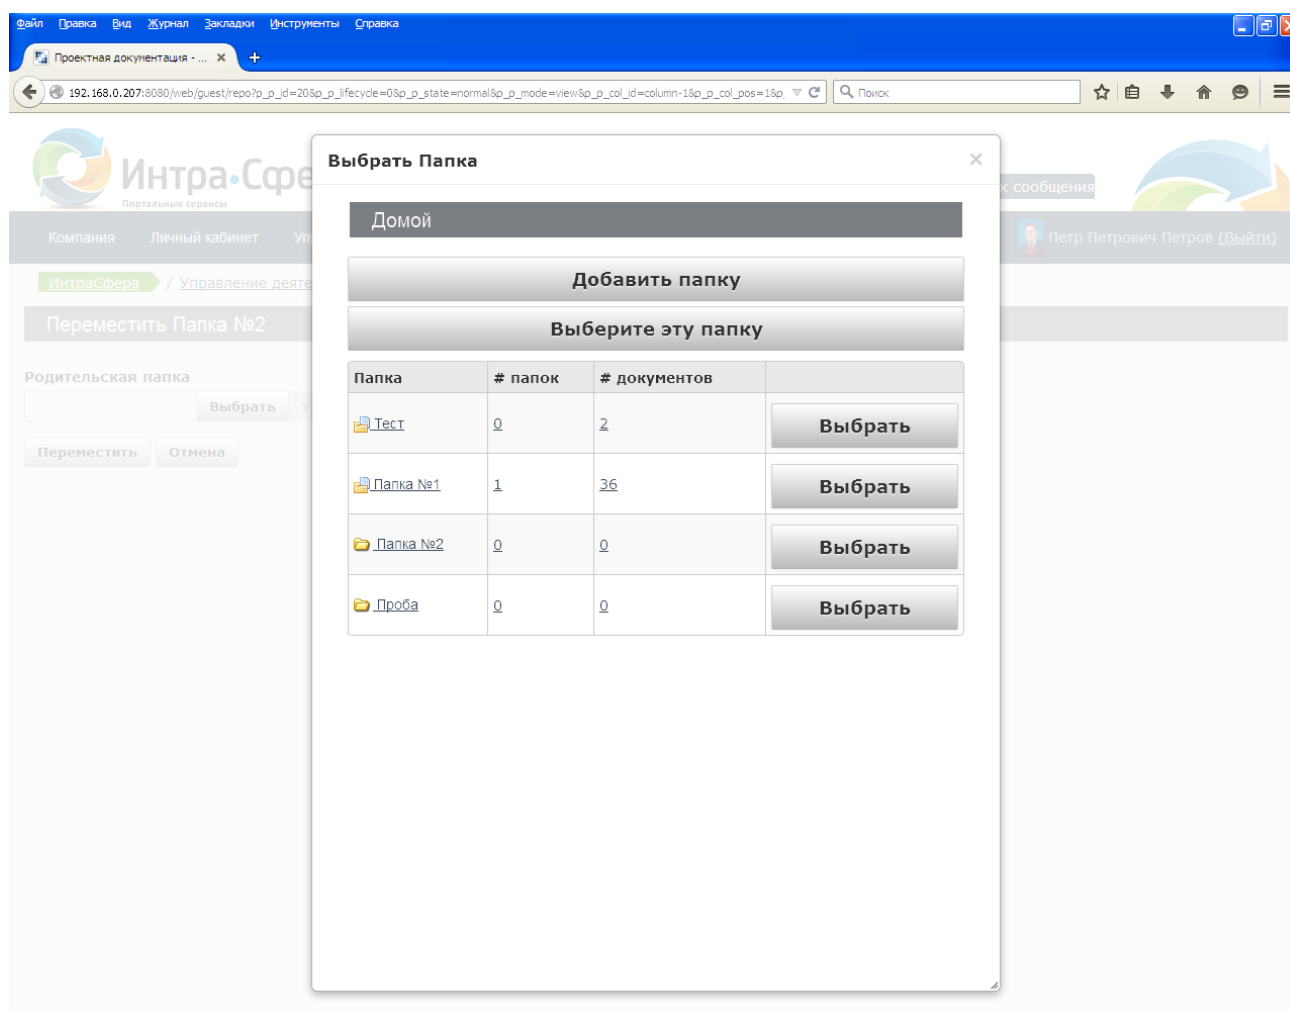 Файл Правка Вид Журнал Закладки Инструменты Справка
Проектная документация - ...
192.168.0.207:8080/web/guest/repo?p_p_id=20&p_p_lifecycle=0&p_p_state=normal&p_p_mode=view&p_p_col_id=column-1&p_p_col_pos=1&p_
Поиск
Интра•Сфе
Портальные сервисы
х сообщения
Компания Личный кабинет Уп
Петр Петрович Петров (Выйти)
ИнтраСфера / Управление деяте
Переместить Папка №2
Родительская папка
Выбрать У
Переместить Отмена
Выбрать Папка
Домой
Добавить папку
Выберите эту папку
Папка # папок # документов
Тест 0 2 Выбрать
Папка №1 1 36 Выбрать
Папка №2 0 0 Выбрать
Проба 0 0 Выбрать